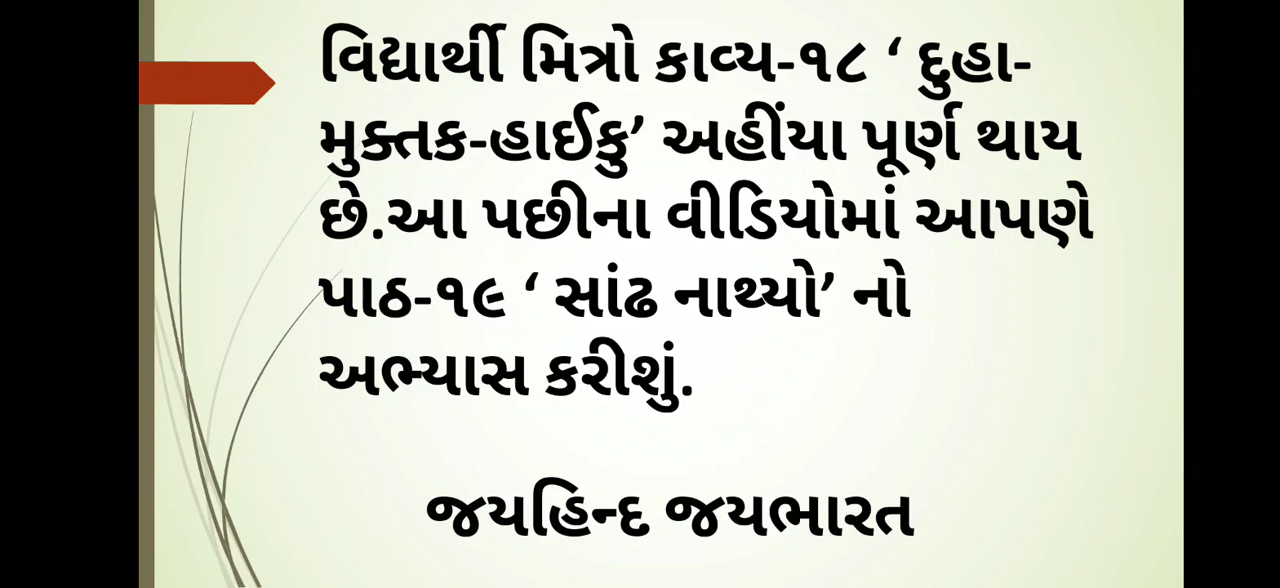 વિદ્યાર્થી મિત્રો કાવ્ય-૧૮ ‘ દુહા-
મુક્તક-હાઈકુ’ અહીંયા પૂર્ણ થાય
છે.આ પછીના વીડિયોમાં આપણે
પાઠ-૧૯ ‘ સાંઢ નાથ્યો’ નો
અભ્યાસ કરીશું.
જયહિન્દ જયભારત